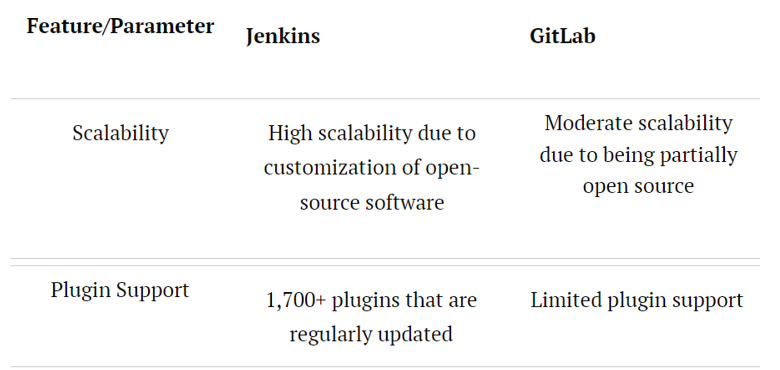 Feature/Parameter
Jenkins
GitLab
Scalability
High scalability due to
customization of open-
source software
Moderate scalability
due to being partially
open source
Plugin Support
1,700+ plugins that are
regularly updated
Limited plugin support